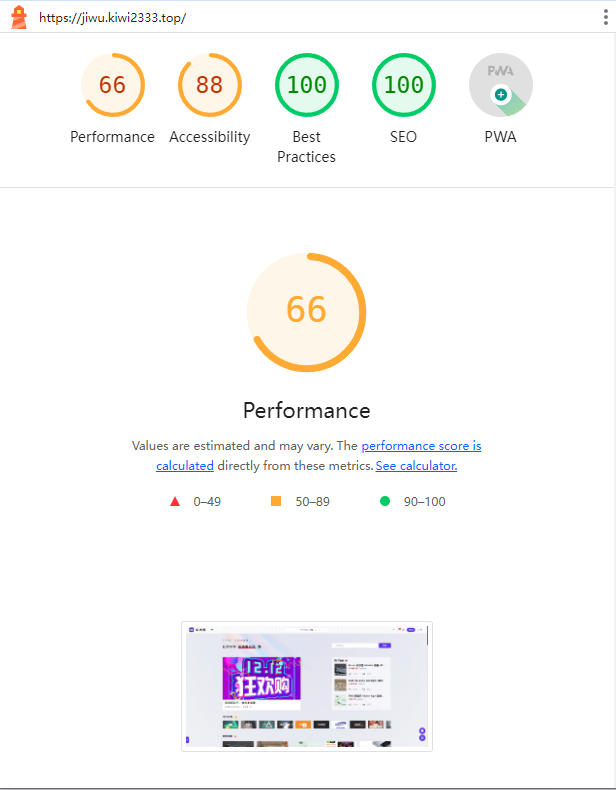 https://jiwu.kiwi2333.top/
66
88
100
100
PWA
Performance
Accessibility
Best
Practices
SEO
PWA
66
Performance
Values are estimated and may vary. The performance score is
calculated directly from these metrics. See calculator.
0–49
50–89
90–100
12.12
狂欢购